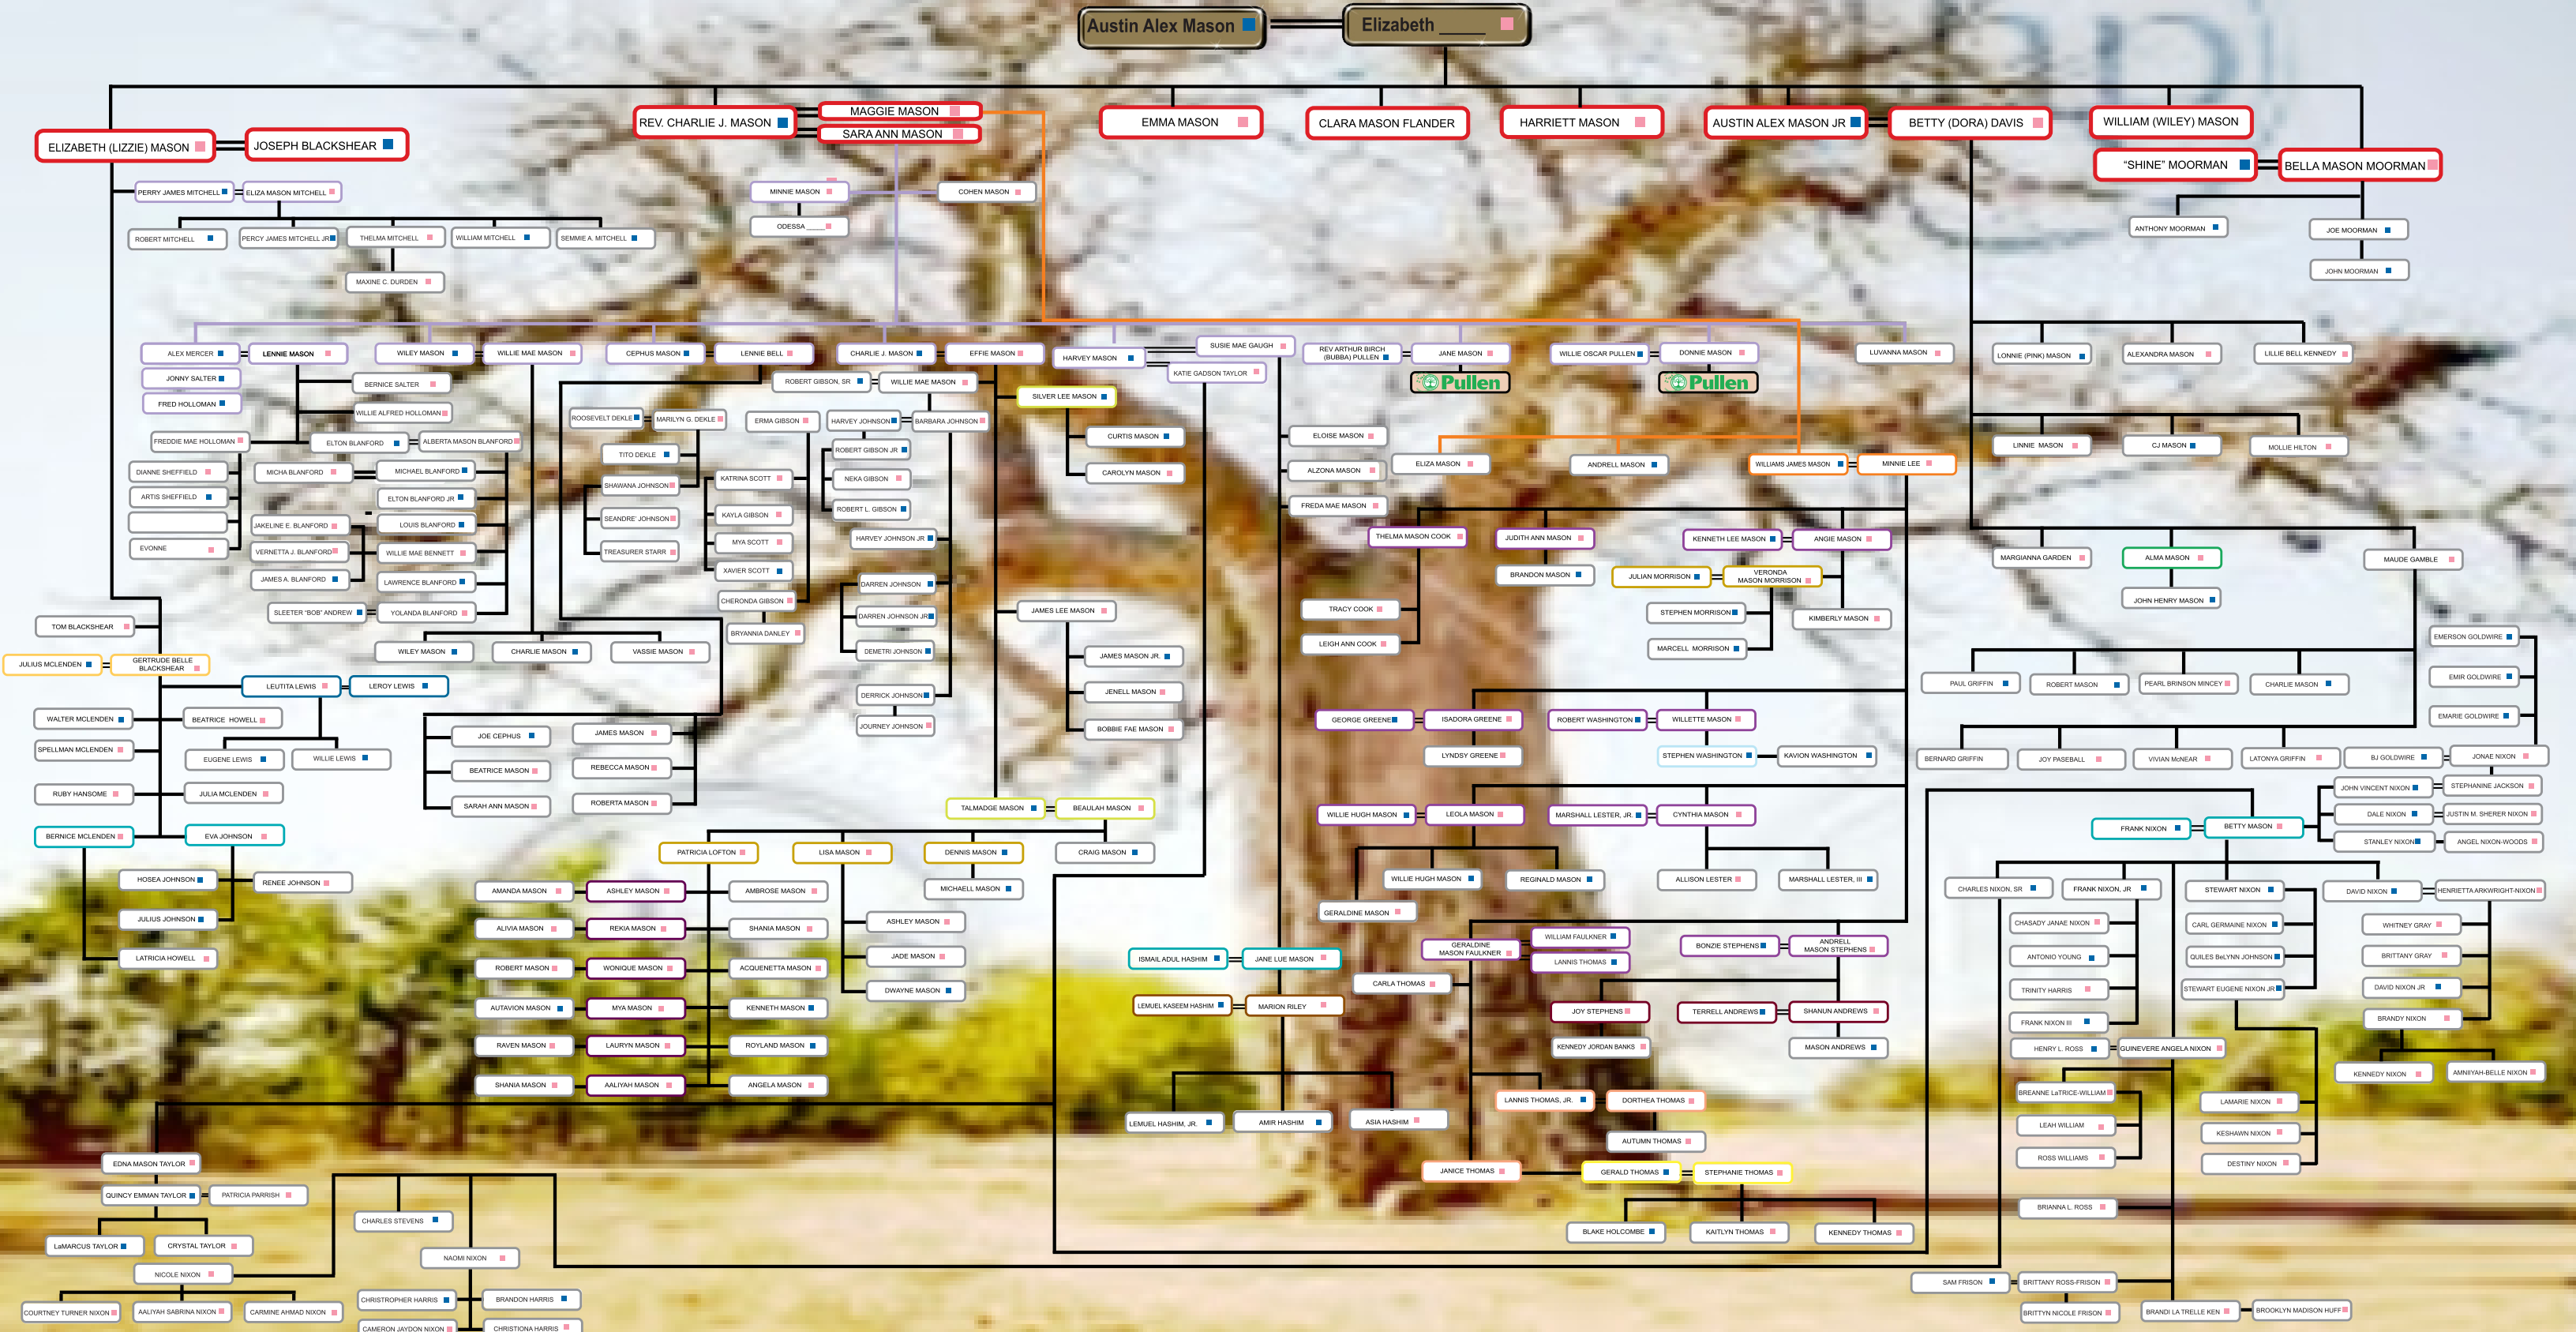 Austin Alex Mason
Elizabeth _____
ELIZABETH (LIZZIE) MASON
JOSEPH BLACKSHEAR
REV. CHARLIE J. MASON
MAGGIE MASON
SARA ANN MASON
EMMA MASON
CLARA MASON FLANDER
HARRIETT MASON
AUSTIN ALEX MASON JR
BETTY (DORA) DAVIS
WILLIAM (WILEY) MASON
“SHINE” MOORMAN
BELLA MASON MOORMAN
PERRY JAMES MITCHELL
ELIZA MASON MITCHELL
MINNIE MASON
COHEN MASON
ODESSA _____
ROBERT MITCHELL
PERCY JAMES MITCHELL JR
THELMA MITCHELL
WILLIAM MITCHELL
SEMMIE A. MITCHELL
MAXINE C. DURDEN
ANTHONY MOORMAN
JOE MOORMAN
JOHN MOORMAN
ALEX MERCER
LENNIE MASON
WILEY MASON
WILLIE MAE MASON
CEPHUS MASON
LENNIE BELL
CHARLIE J. MASON
EFFIE MASON
HARVEY MASON
SUSIE MAE GAUGH
KATIE GADSON TAYLOR
REV ARTHUR BIRCH
(BUBBA) PULLEN
JANE MASON
WILLIE OSCAR PULLEN
DONNIE MASON
LUVANNA MASON
LONNIE (PINK) MASON
ALEXANDRA MASON
LILLIE BELL KENNEDY
JONNY SALTER
FRED HOLLOMAN
BERNICE SALTER
WILLIE ALFRED HOLLOMAN
ROBERT GIBSON, SR
WILLIE MAE MASON
SILVER LEE MASON
Pullen
Pullen
FREDDIE MAE HOLLOMAN
ELTON BLANFORD
ALBERTA MASON BLANFORD
ROOSEVELT DEKLE
MARILYN G. DEKLE
ERMA GIBSON
HARVEY JOHNSON
BARBARA JOHNSON
CURTIS MASON
CAROLYN MASON
ELOISE MASON
ALZONA MASON
FREDA MAE MASON
ELIZA MASON
ANDRELL MASON
WILLIAMS JAMES MASON
MINNIE LEE
LINNIE MASON
CJ MASON
MOLLIE HILTON
DIANNE SHEFFIELD
ARTIS SHEFFIELD
EVONNE
MICHA BLANFORD
MICHAEL BLANFORD
ELTON BLANFORD JR
JAKELINE E. BLANFORD
LOUIS BLANFORD
VERNETTA J. BLANFORD
WILLIE MAE BENNETT
JAMES A. BLANFORD
LAWRENCE BLANFORD
SLEETER "BOB" ANDREW
YOLANDA BLANFORD
TITO DEKLE
SHAWANA JOHNSON
SEANDRE' JOHNSON
TREASURER STARR
KATRINA SCOTT
KAYLA GIBSON
MYA SCOTT
XAVIER SCOTT
CHERONDA GIBSON
BRYANNIA DANLEY
ROBERT GIBSON JR
NEKA GIBSON
ROBERT L. GIBSON
HARVEY JOHNSON JR
DARREN JOHNSON
DARREN JOHNSON JR
DEMETRI JOHNSON
DERRICK JOHNSON
JOURNEY JOHNSON
THELMA MASON COOK
JUDITH ANN MASON
KENNETH LEE MASON
ANGIE MASON
BRANDON MASON
JULIAN MORRISON
VERONDA
MASON MORRISON
TRACY COOK
LEIGH ANN COOK
STEPHEN MORRISON
MARCELL MORRISON
KIMBERLY MASON
MARGIANNA GARDEN
ALMA MASON
MAUDE GAMBLE
JOHN HENRY MASON
TOM BLACKSHEAR
JULIUS MCLENDEN
GERTRUDE BELLE
BLACKSHEAR
WILEY MASON
CHARLIE MASON
VASSIE MASON
JAMES LEE MASON
JAMES MASON JR.
JENELL MASON
BOBBIE FAE MASON
EMERSON GOLDWIRE
EMIR GOLDWIRE
EMARIE GOLDWIRE
PAUL GRIFFIN
ROBERT MASON
PEARL BRINSON MINCEY
CHARLIE MASON
LEUTITA LEWIS
LEROY LEWIS
WALTER MCLENDEN
BEATRICE HOWELL
SPELLMAN MCLENDEN
EUGENE LEWIS
WILLIE LEWIS
RUBY HANSOME
JULIA MCLENDEN
BERNICE MCLENDEN
EVA JOHNSON
JOE CEPHUS
BEATRICE MASON
SARAH ANN MASON
JAMES MASON
REBECCA MASON
ROBERTA MASON
GEORGE GREENE
ISADORA GREENE
ROBERT WASHINGTON
WILLETTE MASON
LYNDSY GREENE
STEPHEN WASHINGTON
KAVION WASHINGTON
BERNARD GRIFFIN
JOY PASEBALL
VIVIAN McNEAR
LATONYA GRIFFIN
BJ GOLDWIRE
JONAE NIXON
JOHN VINCENT NIXON
STEPHANINE JACKSON
DALE NIXON
JUSTIN M. SHERER NIXON
STANLEY NIXON
ANGEL NIXON-WOODS
FRANK NIXON
BETTY MASON
TALMADGE MASON
BEAULAH MASON
WILLIE HUGH MASON
LEOLA MASON
MARSHALL LESTER, JR.
CYNTHIA MASON
PATRICIA LOFTON
LISA MASON
DENNIS MASON
CRAIG MASON
MICHAELL MASON
WILLIE HUGH MASON
REGINALD MASON
GERALDINE MASON
ALLISON LESTER
MARSHALL LESTER, III
HOSEA JOHNSON
RENEE JOHNSON
JULIUS JOHNSON
LATRICIA HOWELL
AMANDA MASON
ASHLEY MASON
AMBROSE MASON
ALIVIA MASON
REKIA MASON
SHANIA MASON
ROBERT MASON
WONIQUE MASON
ACQUENETTA MASON
AUTAVION MASON
MYA MASON
KENNETH MASON
RAVEN MASON
LAURYN MASON
ROYLAND MASON
SHANIA MASON
AALIYAH MASON
ANGELA MASON
ASHLEY MASON
JADE MASON
DWAYNE MASON
ISMAIL ADUL HASHIM
JANE LUE MASON
LEMUEL KASEEM HASHIM
MARION RILEY
LEMUEL HASHIM, JR.
AMIR HASHIM
ASIA HASHIM
GERALDINE
MASON FAULKNER
WILLIAM FAULKNER
LANNIS THOMAS
BONZIE STEPHENS
ANDRELL
MASON STEPHENS
CARLA THOMAS
JOY STEPHENS
TERRELL ANDREWS
SHANUN ANDREWS
KENNEDY JORDAN BANKS
MASON ANDREWS
LANNIS THOMAS, JR.
DORTHEA THOMAS
AUTUMN THOMAS
JANICE THOMAS
GERALD THOMAS
STEPHANIE THOMAS
BLAKE HOLCOMBE
KAITLYN THOMAS
KENNEDY THOMAS
CHARLES NIXON, SR
FRANK NIXON, JR
STEWART NIXON
DAVID NIXON
HENRIETTA ARKWRIGHT-NIXON
CHASADY JANAE NIXON
ANTONIO YOUNG
TRINITY HARRIS
FRANK NIXON III
CARL GERMAINE NIXON
QUILES BeLYNN JOHNSON
STEWART EUGENE NIXON JR
WHITNEY GRAY
BRITTANY GRAY
DAVID NIXON JR
BRANDY NIXON
HENRY L. ROSS
GUINEVERE ANGELA NIXON
KENNEDY NIXON
AMNIIYAH-BELLE NIXON
BREANNE LaTRICE-WILLIAM
LEAH WILLIAM
ROSS WILLIAMS
LAMARIE NIXON
KESHAWN NIXON
DESTINY NIXON
BRIANNA L. ROSS
SAM FRISON
BRITTANY ROSS-FRISON
BRITTYN NICOLE FRISON
BRANDI LA TRELLE KEN
BROOKLYN MADISON HUFF
EDNA MASON TAYLOR
QUINCY EMMAN TAYLOR
PATRICIA PARRISH
LaMARCUS TAYLOR
CRYSTAL TAYLOR
CHARLES STEVENS
NAOMI NIXON
NICOLE NIXON
COURTNEY TURNER NIXON
AALIYAH SABRINA NIXON
CARMINE AHMAD NIXON
CHRISTOPHER HARRIS
BRANDON HARRIS
CAMERON JAYDON NIXON
CHRISTIONA HARRIS